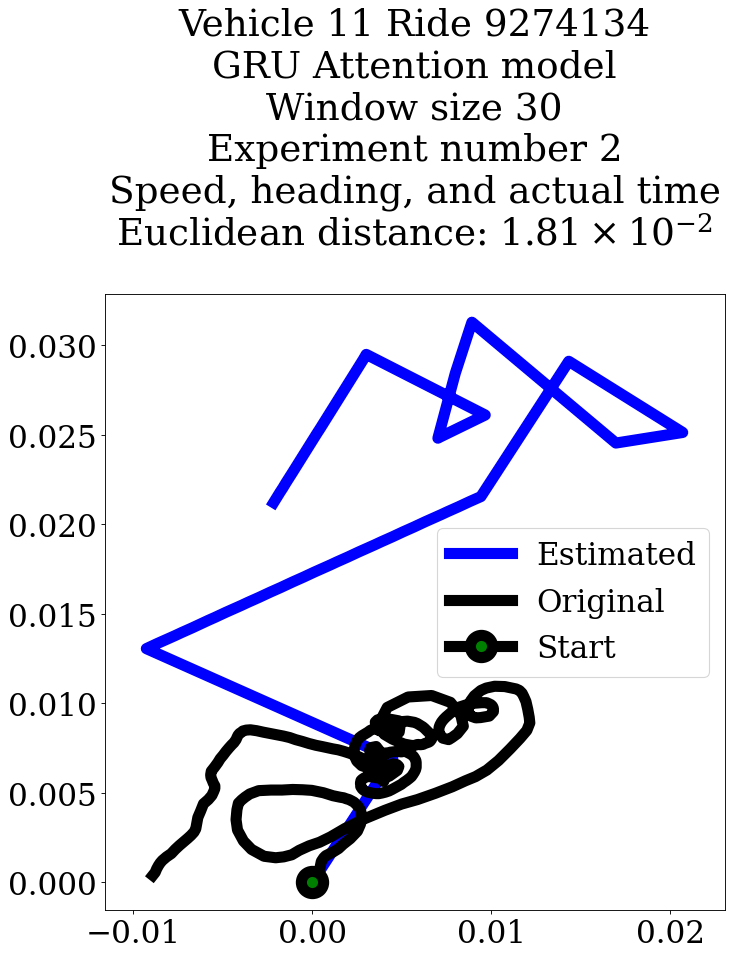 Vehicle 11 Ride 9274134
GRU Attention model
Window size 30
Experiment number 2
Speed, heading, and actual time
Euclidean distance: 1.81 × 10⁻²
0.030
0.025
0.020
0.015
0.010
0.005
0.000
Estimated
Original
Start
−0.01 0.00 0.01 0.02